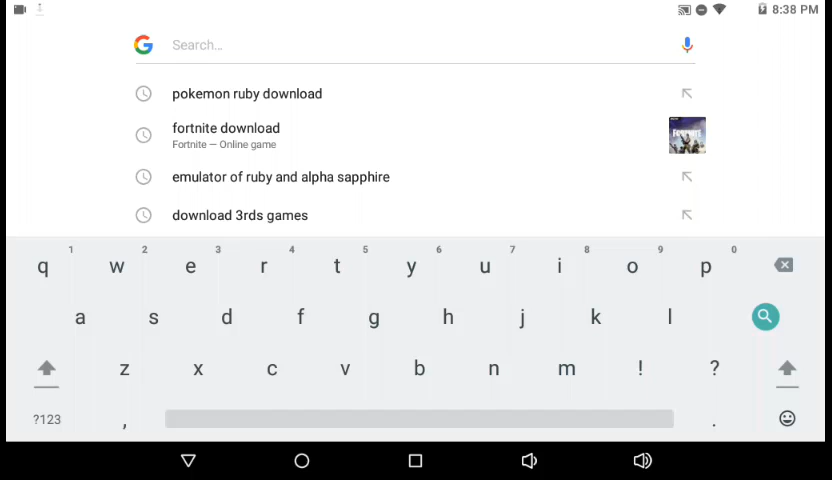 8:38 PM
Search...
pokemon ruby download
fortnite download
Fortnite — Online game
emulator of ruby and alpha sapphire
download 3rds games
1 2 3 4 5 6 7 8 9 0
q w e r t y u i o p
a s d f g h j k l
z x c v b n m ! ?
?123 , .